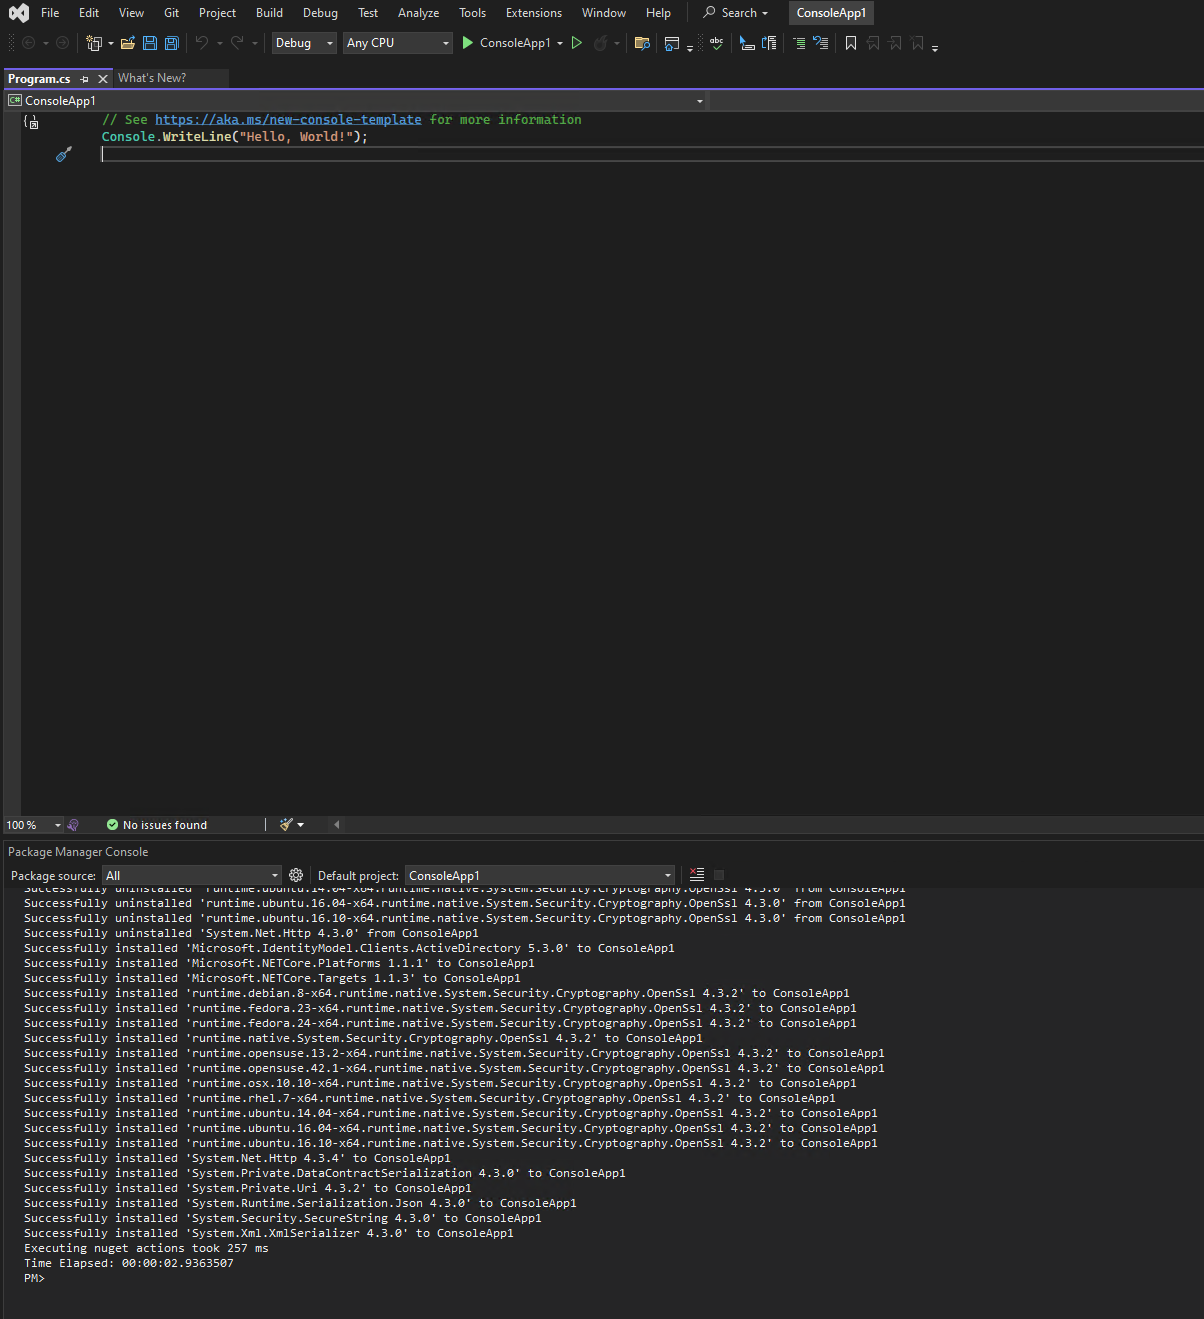 File Edit View Git Project Build Debug Test Analyze Tools Extensions Window Help Search ConsoleApp1
Debug Any CPU ConsoleApp1
Program.cs What's New?
C# ConsoleApp1
// See https://aka.ms/new-console-template for more information
Console.WriteLine("Hello, World!");
100 % No issues found
Package Manager Console
Package source: All Default project: ConsoleApp1
Successfully uninstalled 'runtime.ubuntu.14.04-x64.runtime.native.System.Security.Cryptography.OpenSsl 4.3.0' from ConsoleApp1
Successfully uninstalled 'runtime.ubuntu.16.04-x64.runtime.native.System.Security.Cryptography.OpenSsl 4.3.0' from ConsoleApp1
Successfully uninstalled 'runtime.ubuntu.16.10-x64.runtime.native.System.Security.Cryptography.OpenSsl 4.3.0' from ConsoleApp1
Successfully uninstalled 'System.Net.Http 4.3.0' from ConsoleApp1
Successfully installed 'Microsoft.IdentityModel.Clients.ActiveDirectory 5.3.0' to ConsoleApp1
Successfully installed 'Microsoft.NETCore.Platforms 1.1.1' to ConsoleApp1
Successfully installed 'Microsoft.NETCore.Targets 1.1.3' to ConsoleApp1
Successfully installed 'runtime.debian.8-x64.runtime.native.System.Security.Cryptography.OpenSsl 4.3.2' to ConsoleApp1
Successfully installed 'runtime.fedora.23-x64.runtime.native.System.Security.Cryptography.OpenSsl 4.3.2' to ConsoleApp1
Successfully installed 'runtime.fedora.24-x64.runtime.native.System.Security.Cryptography.OpenSsl 4.3.2' to ConsoleApp1
Successfully installed 'runtime.native.System.Security.Cryptography.OpenSsl 4.3.2' to ConsoleApp1
Successfully installed 'runtime.opensuse.13.2-x64.runtime.native.System.Security.Cryptography.OpenSsl 4.3.2' to ConsoleApp1
Successfully installed 'runtime.opensuse.42.1-x64.runtime.native.System.Security.Cryptography.OpenSsl 4.3.2' to ConsoleApp1
Successfully installed 'runtime.osx.10.10-x64.runtime.native.System.Security.Cryptography.OpenSsl 4.3.2' to ConsoleApp1
Successfully installed 'runtime.rhel.7-x64.runtime.native.System.Security.Cryptography.OpenSsl 4.3.2' to ConsoleApp1
Successfully installed 'runtime.ubuntu.14.04-x64.runtime.native.System.Security.Cryptography.OpenSsl 4.3.2' to ConsoleApp1
Successfully installed 'runtime.ubuntu.16.04-x64.runtime.native.System.Security.Cryptography.OpenSsl 4.3.2' to ConsoleApp1
Successfully installed 'runtime.ubuntu.16.10-x64.runtime.native.System.Security.Cryptography.OpenSsl 4.3.2' to ConsoleApp1
Successfully installed 'System.Net.Http 4.3.4' to ConsoleApp1
Successfully installed 'System.Private.DataContractSerialization 4.3.0' to ConsoleApp1
Successfully installed 'System.Private.Uri 4.3.2' to ConsoleApp1
Successfully installed 'System.Runtime.Serialization.Json 4.3.0' to ConsoleApp1
Successfully installed 'System.Security.SecureString 4.3.0' to ConsoleApp1
Successfully installed 'System.Xml.XmlSerializer 4.3.0' to ConsoleApp1
Executing nuget actions took 257 ms
Time Elapsed: 00:00:02.9363507
PM>